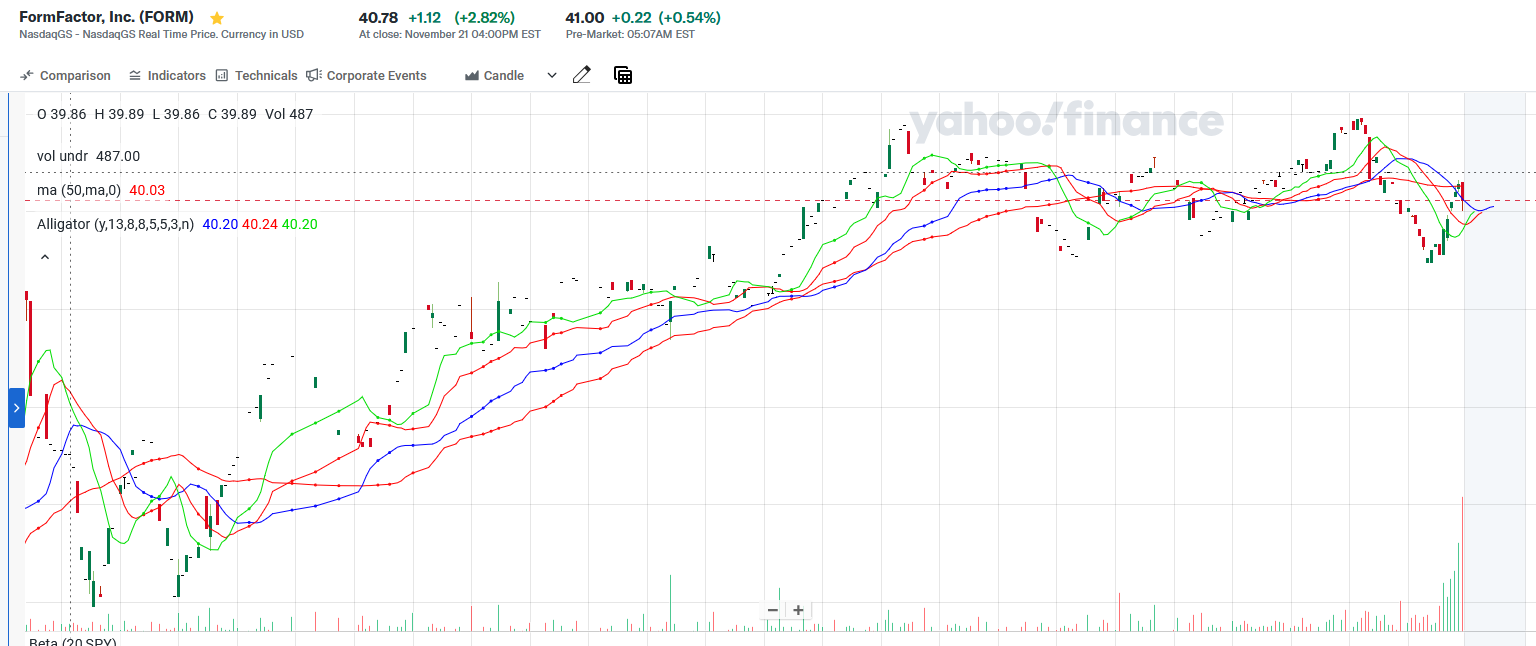 FormFactor, Inc. (FORM) 40.78 +1.12 (+2.82%) 41.00 +0.22 (+0.54%)
NasdaqGS - NasdaqGS Real Time Price. Currency in USD At close: November 21 04:00PM EST Pre-Market: 05:07AM EST
Comparison Indicators Technicals Corporate Events Candle
O 39.86 H 39.89 L 39.86 C 39.89 Vol 487
yahoo!finance
vol undr 487.00
ma (50,ma,0) 40.03
Alligator (y,13,8,8,5,5,3,n) 40.20 40.24 40.20
Beta (20,SPY)